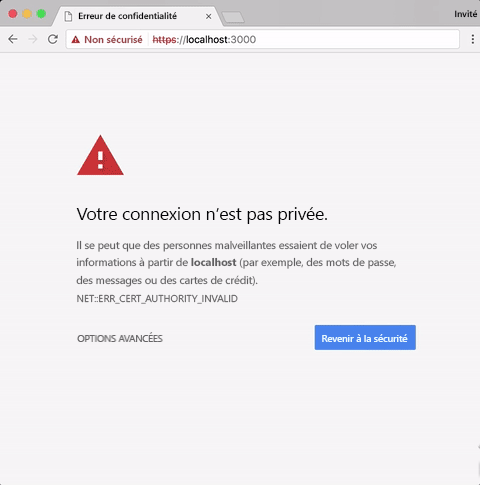 Erreur de confidentialité
Invité
Non sécurisé https://localhost:3000
Votre connexion n'est pas privée.
Il se peut que des personnes malveillantes essaient de voler vos
informations à partir de localhost (par exemple, des mots de passe,
des messages ou des cartes de crédit).
NET::ERR_CERT_AUTHORITY_INVALID
OPTIONS AVANCÉES
Revenir à la sécurité